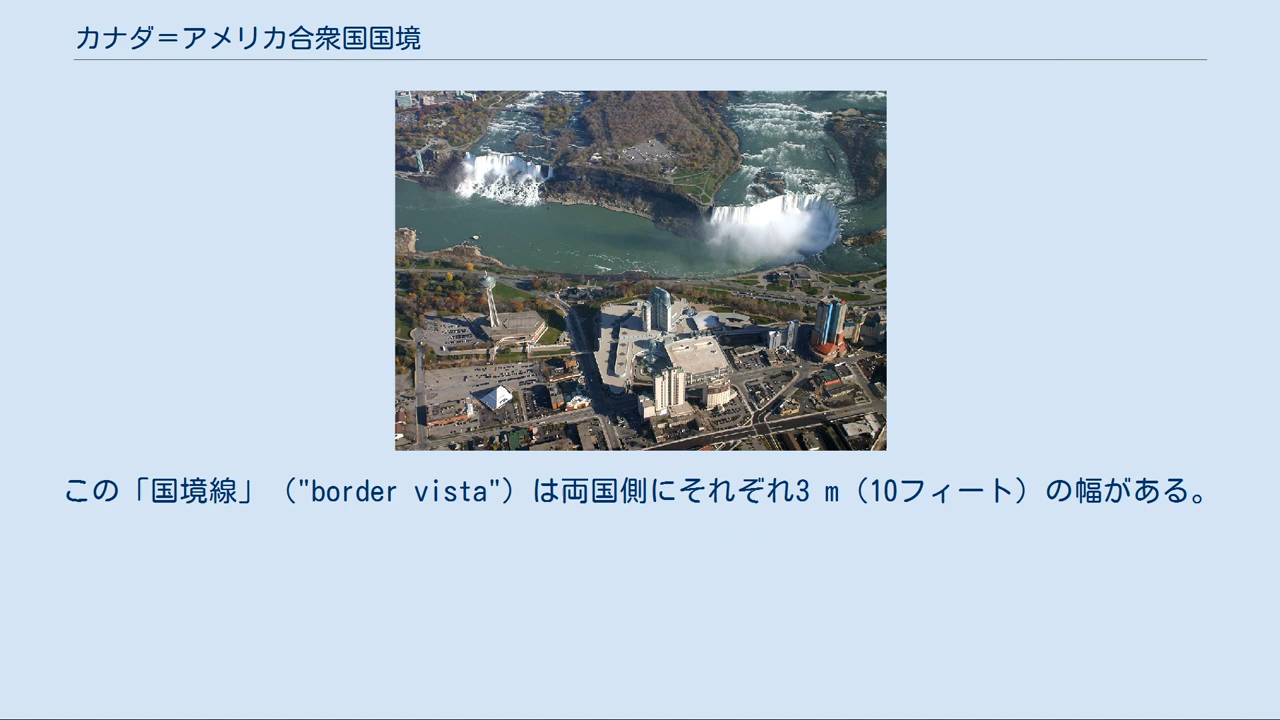 カナダ＝アメリカ合衆国国境
この「国境線」（"border vista"）は両国側にそれぞれ3 m（10フィート）の幅がある。